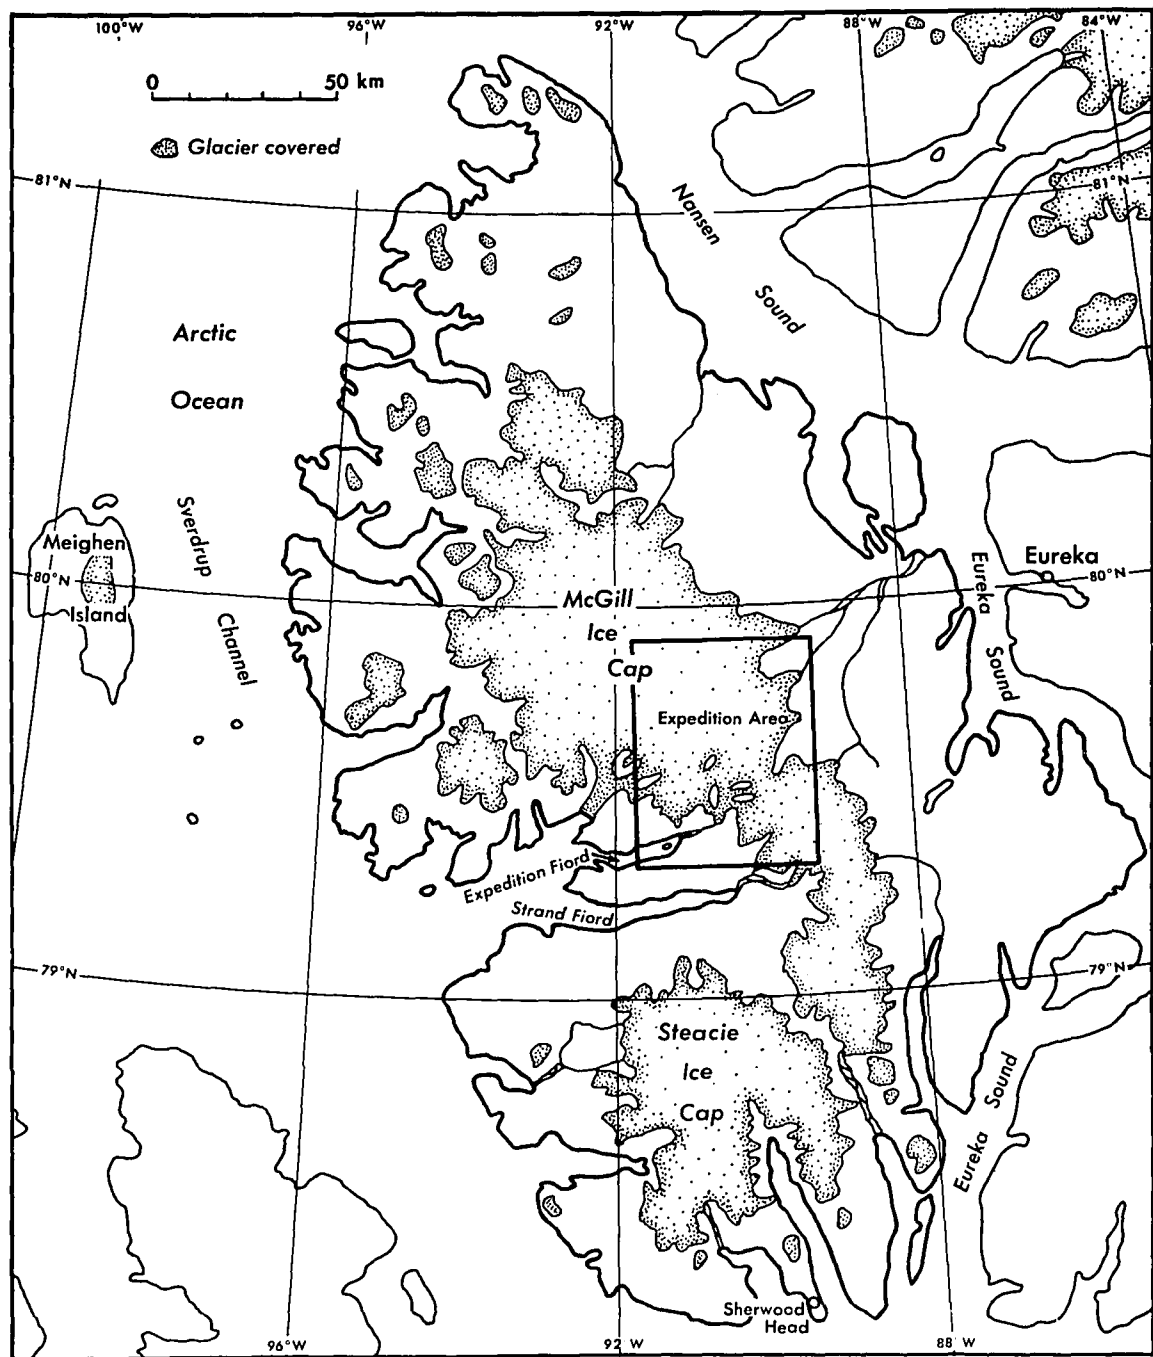 100°W
96°W
92°W
88°W
84°W
0 50 km
Glacier covered
81°N
81°N
Nansen
Sound
Arctic
Ocean
Sverdrup
Channel
Meighen
80°N
Island
Eureka
80°N
Eureka
Sound
McGill
Ice
Cap
Expedition Area
Expedition Fiord
Strand Fiord
79°N
79°N
Steacie
Ice
Cap
Eureka Sound
Sherwood
Head
96°W
92°W
88°W